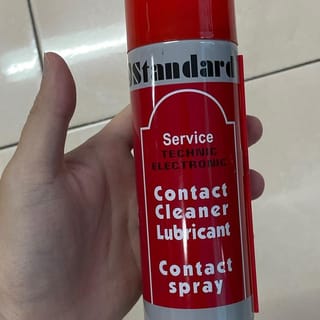 Standard
Service
TECHNIC
ELECTRONIC
Contact
Cleaner
Lubricant
Contact
spray